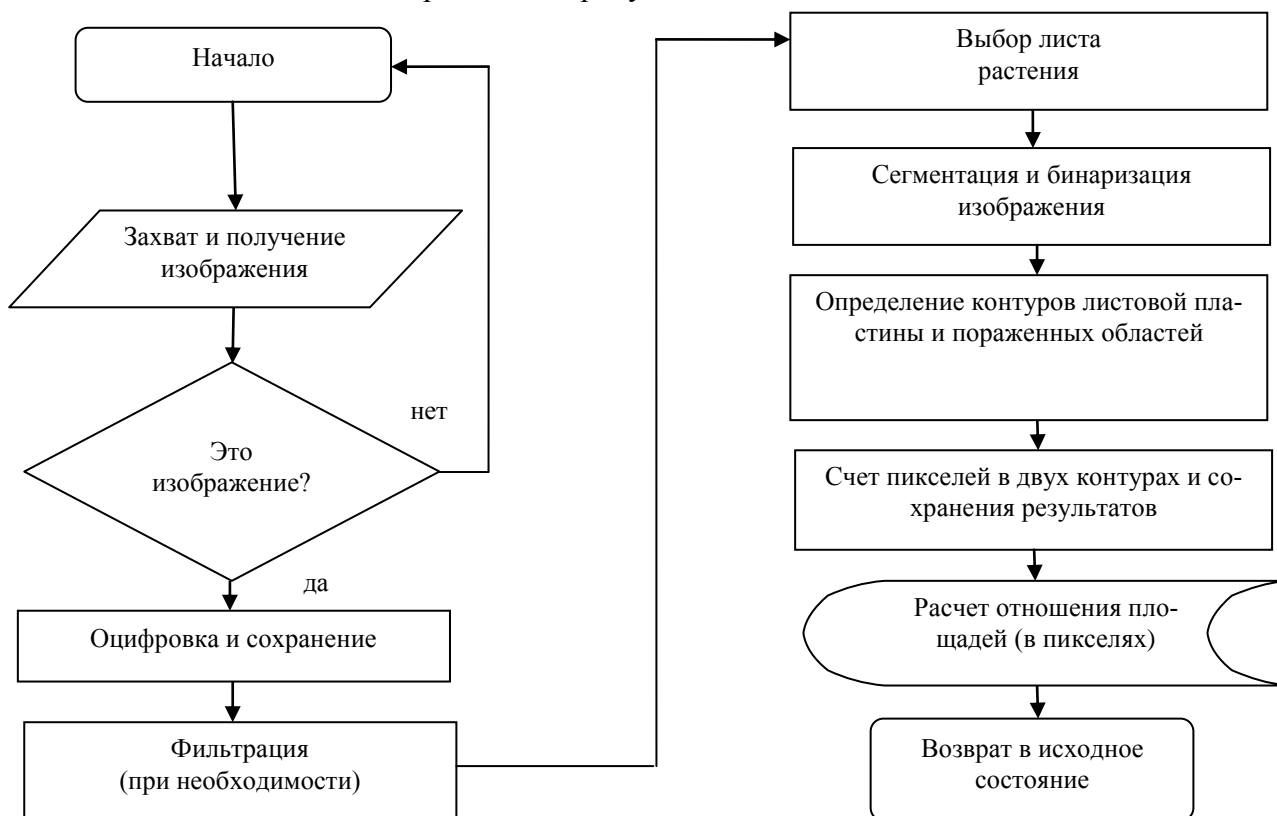 Начало
Захват и получение
изображения
нет
Это
изображение?
да
Оцифровка и сохранение
Фильтрация
(при необходимости)
Выбор листа
растения
Сегментация и бинаризация
изображения
Определение контуров листовой пла-
стины и пораженных областей
Счет пикселей в двух контурах и со-
хранения результатов
Расчет отношения пло-
щадей (в пикселях)
Возврат в исходное
состояние